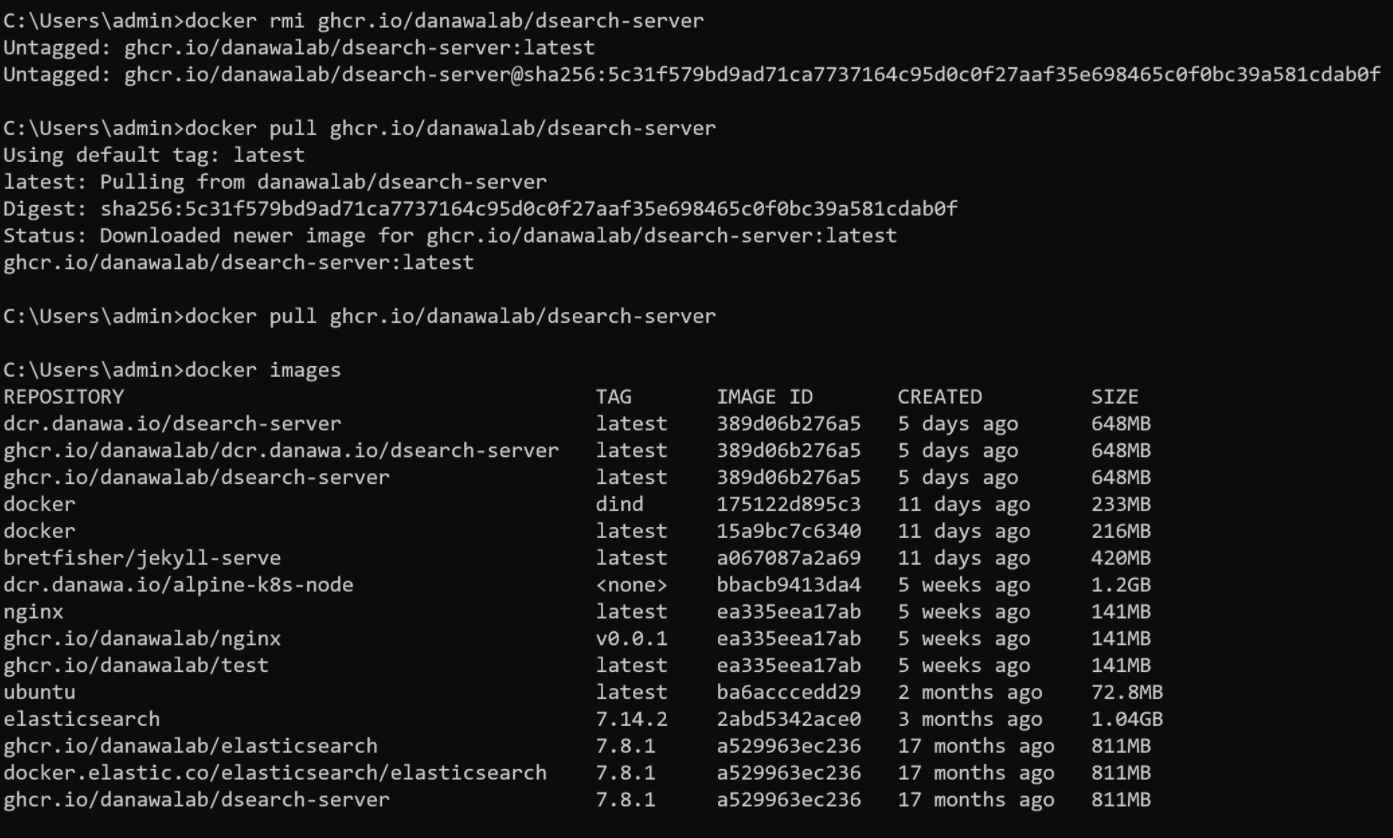 C:\Users\admin>docker rmi ghcr.io/danawalab/dsearch-server
Untagged: ghcr.io/danawalab/dsearch-server:latest
Untagged: ghcr.io/danawalab/dsearch-server@sha256:5c31f579bd9ad71ca7737164c95d0c0f27aaf35e698465c0f0bc39a581cdab0f
C:\Users\admin>docker pull ghcr.io/danawalab/dsearch-server
Using default tag: latest
latest: Pulling from danawalab/dsearch-server
Digest: sha256:5c31f579bd9ad71ca7737164c95d0c0f27aaf35e698465c0f0bc39a581cdab0f
Status: Downloaded newer image for ghcr.io/danawalab/dsearch-server:latest
ghcr.io/danawalab/dsearch-server:latest
C:\Users\admin>docker pull ghcr.io/danawalab/dsearch-server
C:\Users\admin>docker images
REPOSITORY TAG IMAGE ID CREATED SIZE
dcr.danawa.io/dsearch-server latest 389d06b276a5 5 days ago 648MB
ghcr.io/danawalab/dcr.danawa.io/dsearch-server latest 389d06b276a5 5 days ago 648MB
ghcr.io/danawalab/dsearch-server latest 389d06b276a5 5 days ago 648MB
docker dind 175122d895c3 11 days ago 233MB
docker latest 15a9bc7c6340 11 days ago 216MB
bretfisher/jekyll-serve latest a067087a2a69 11 days ago 420MB
dcr.danawa.io/alpine-k8s-node <none> bbacb9413da4 5 weeks ago 1.2GB
nginx latest ea335eea17ab 5 weeks ago 141MB
ghcr.io/danawalab/nginx v0.0.1 ea335eea17ab 5 weeks ago 141MB
ghcr.io/danawalab/test latest ea335eea17ab 5 weeks ago 141MB
ubuntu latest ba6acccedd29 2 months ago 72.8MB
elasticsearch 7.14.2 2abd5342ace0 3 months ago 1.04GB
ghcr.io/danawalab/elasticsearch 7.8.1 a529963ec236 17 months ago 811MB
docker.elastic.co/elasticsearch/elasticsearch 7.8.1 a529963ec236 17 months ago 811MB
ghcr.io/danawalab/dsearch-server 7.8.1 a529963ec236 17 months ago 811MB